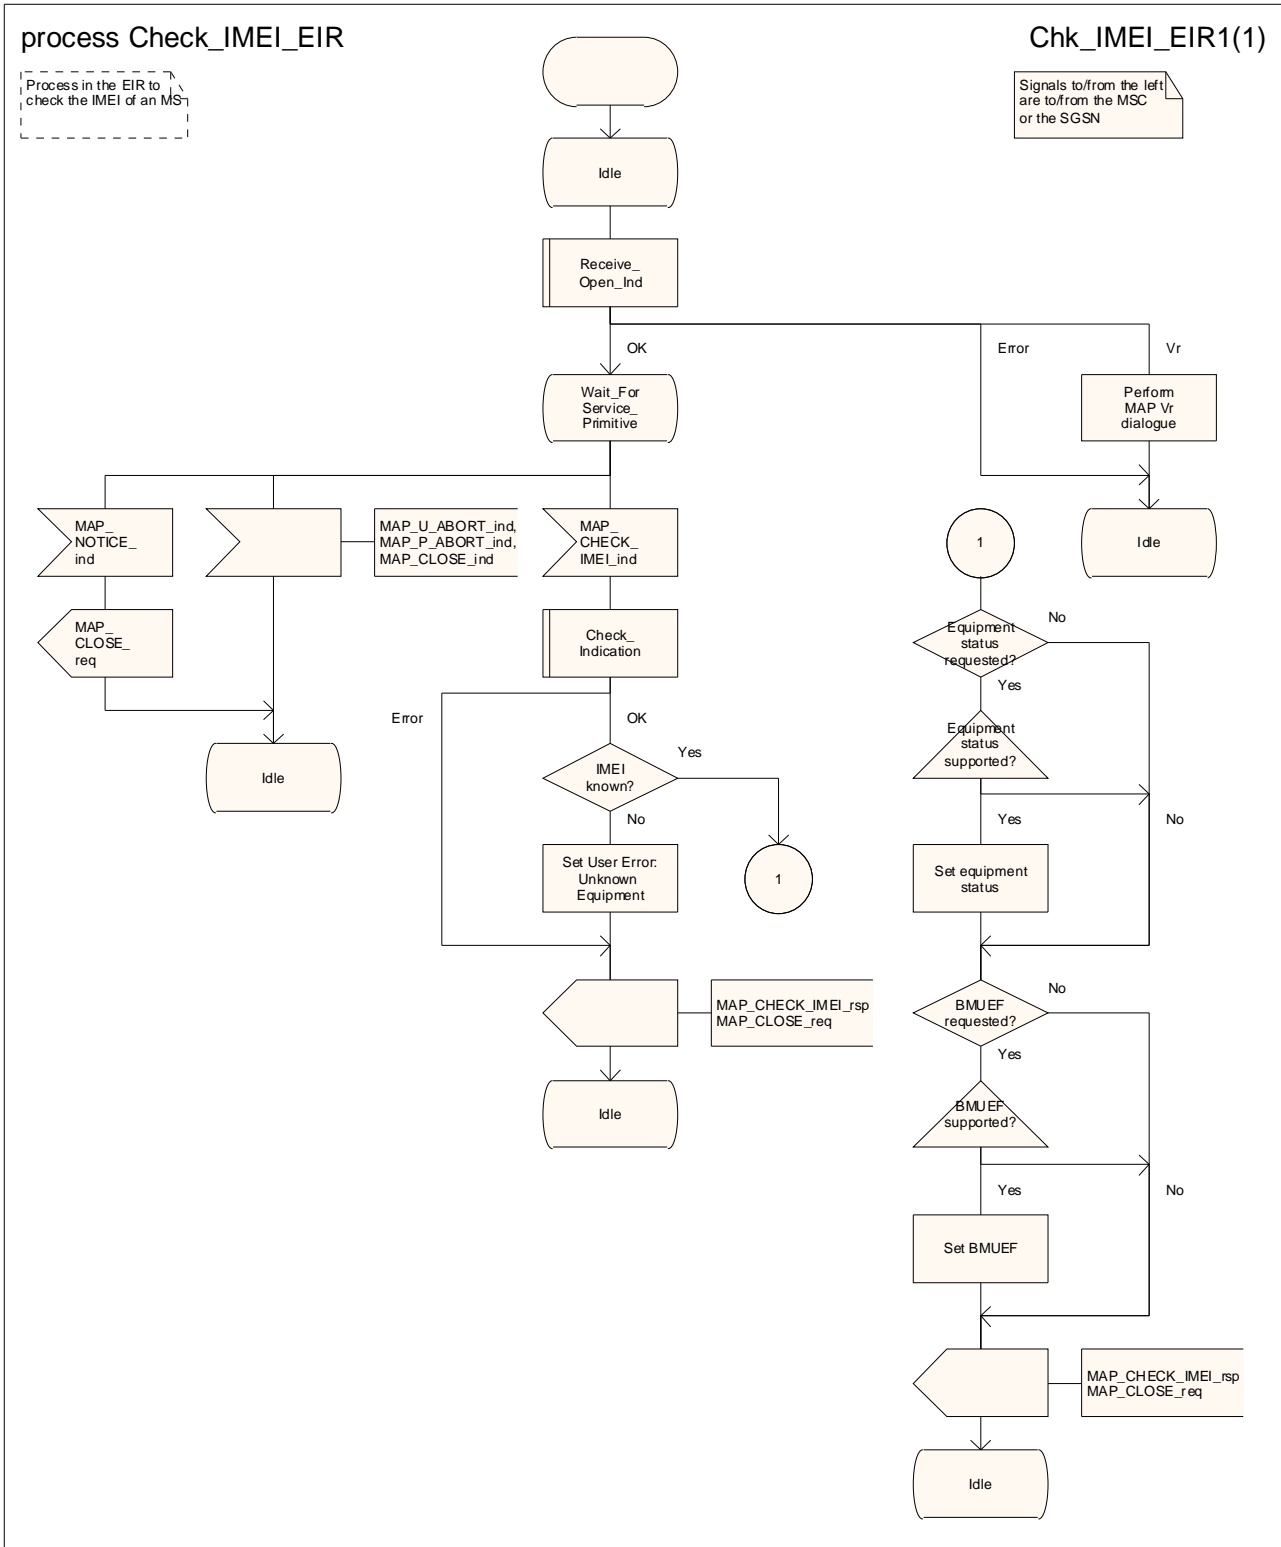 process Check_IMEI_EIR
Chk_IMEI_EIR1(1)
Process in the EIR to
check the IMEI of an MS
Signals to/from the left
are to/from the MSC
or the SGSN
Idle
Receive_
Open_Ind
OK
Error
Vr
Wait_For
Service_
Primitive
Perform
MAP Vr
dialogue
MAP_
NOTICE_
ind
MAP_U_ABORT_ind,
MAP_P_ABORT_ind,
MAP_CLOSE_ind
MAP_
CHECK_
IMEI_ind
1
Idle
MAP_
CLOSE_
req
Check_
Indication
Equipment
status
requested?
No
Yes
Error
OK
Idle
IMEI
known?
Yes
No
Equipment
status
supported?
Yes
No
Set User Error:
Unknown
Equipment
1
Set equipment
status
MAP_CHECK_IMEI_rsp
MAP_CLOSE_req
BMUEF
requested?
No
Yes
Idle
BMUEF
supported?
Yes
No
Set BMUEF
MAP_CHECK_IMEI_rsp
MAP_CLOSE_req
Idle